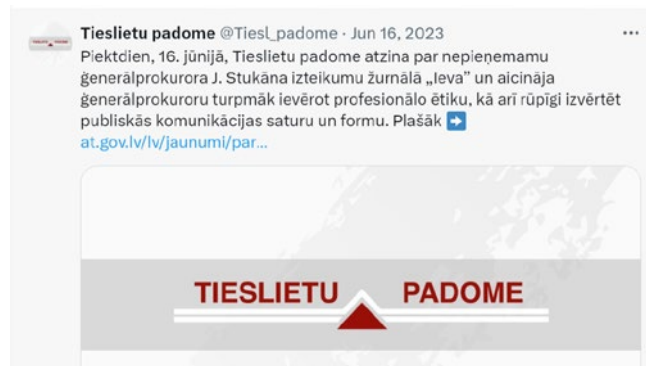 Tieslietu padome @Tiesl_padome · Jun 16, 2023
Piektdien, 16. jūnijā, Tieslietu padome atzina par nepieņemamu
ģenerālprokurora J. Stukāna izteikumu žurnālā „Ieva” un aicināja
ģenerālprokuroru turpmāk ievērot profesionālo ētiku, kā arī rūpīgi izvērtēt
publiskās komunikācijas saturu un formu. Plašāk ➡
at.gov.lv/lv/jaunumi/par...
TIESLIETU PADOME